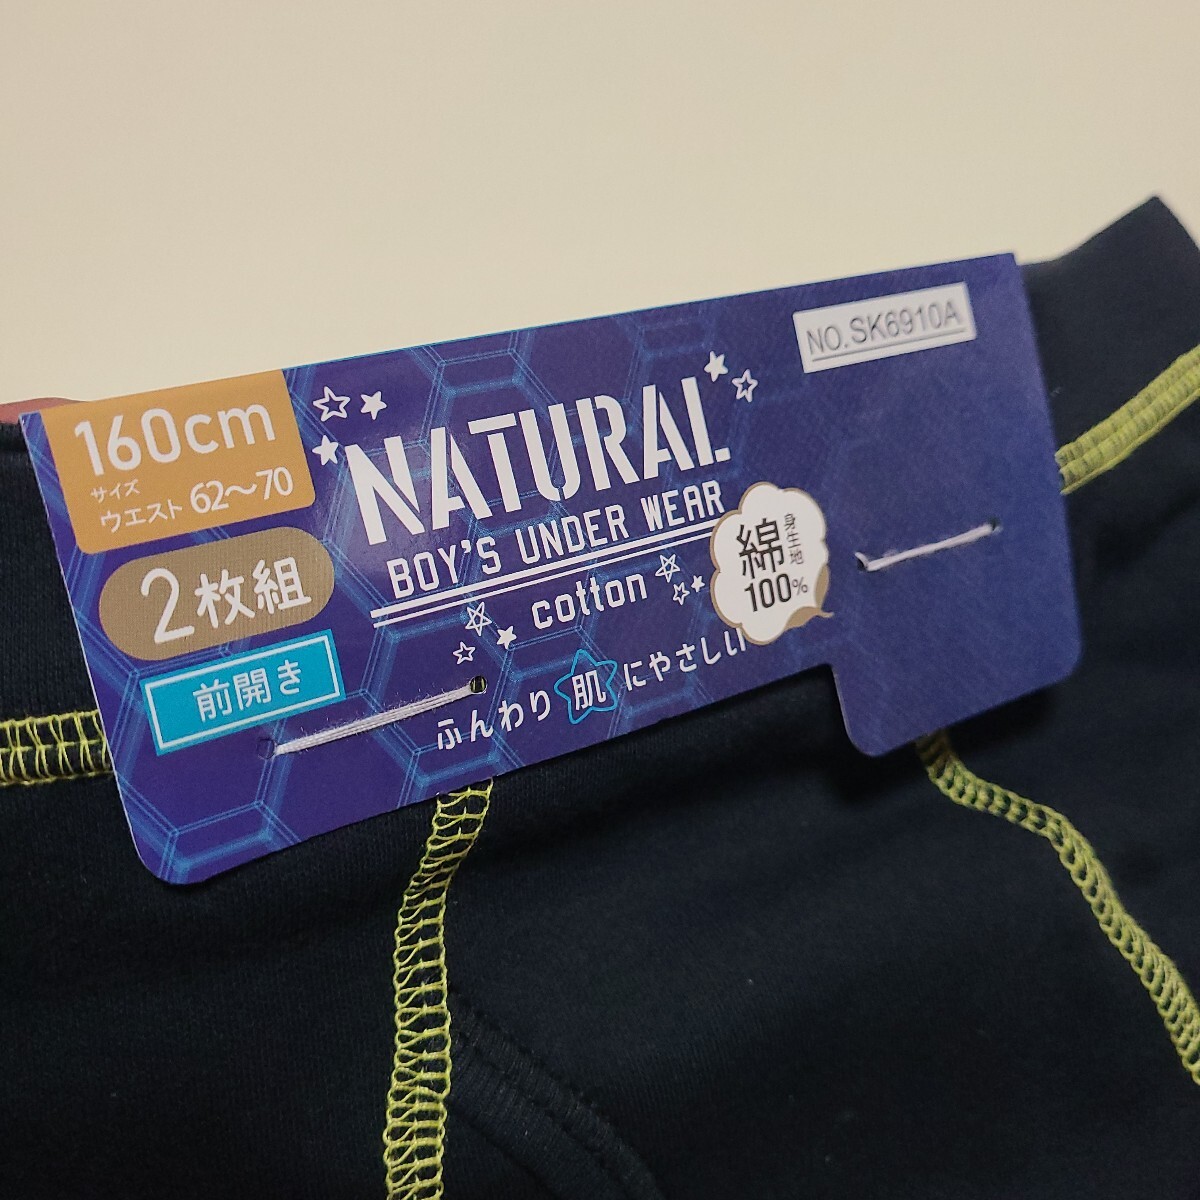 NO.SK6910A
160cm
サイズ
ウエスト 62～70
2枚組
前開き
NATURAL
BOY'S UNDER WEAR
cotton
身生地
綿
100%
ふんわり肌にやさしい